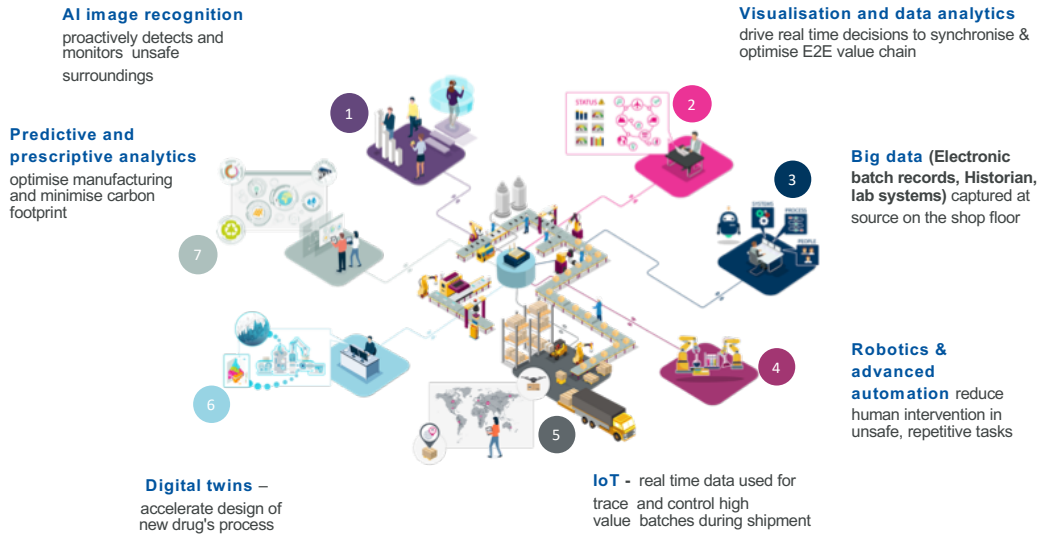 AI image recognition
proactively detects and
monitors unsafe
surroundings
1
Visualisation and data analytics
drive real time decisions to synchronise &
optimise E2E value chain
STATUS
2
Big data (Electronic
batch records, Historian,
lab systems) captured at
source on the shop floor
3
SYSTEMS
PROCESS
PEOPLE
Robotics &
advanced
automation reduce
human intervention in
unsafe, repetitive tasks
4
IoT - real time data used for
trace and control high
value batches during shipment
5
Digital twins –
accelerate design of
new drug's process
6
Predictive and
prescriptive analytics
optimise manufacturing
and minimise carbon
footprint
7